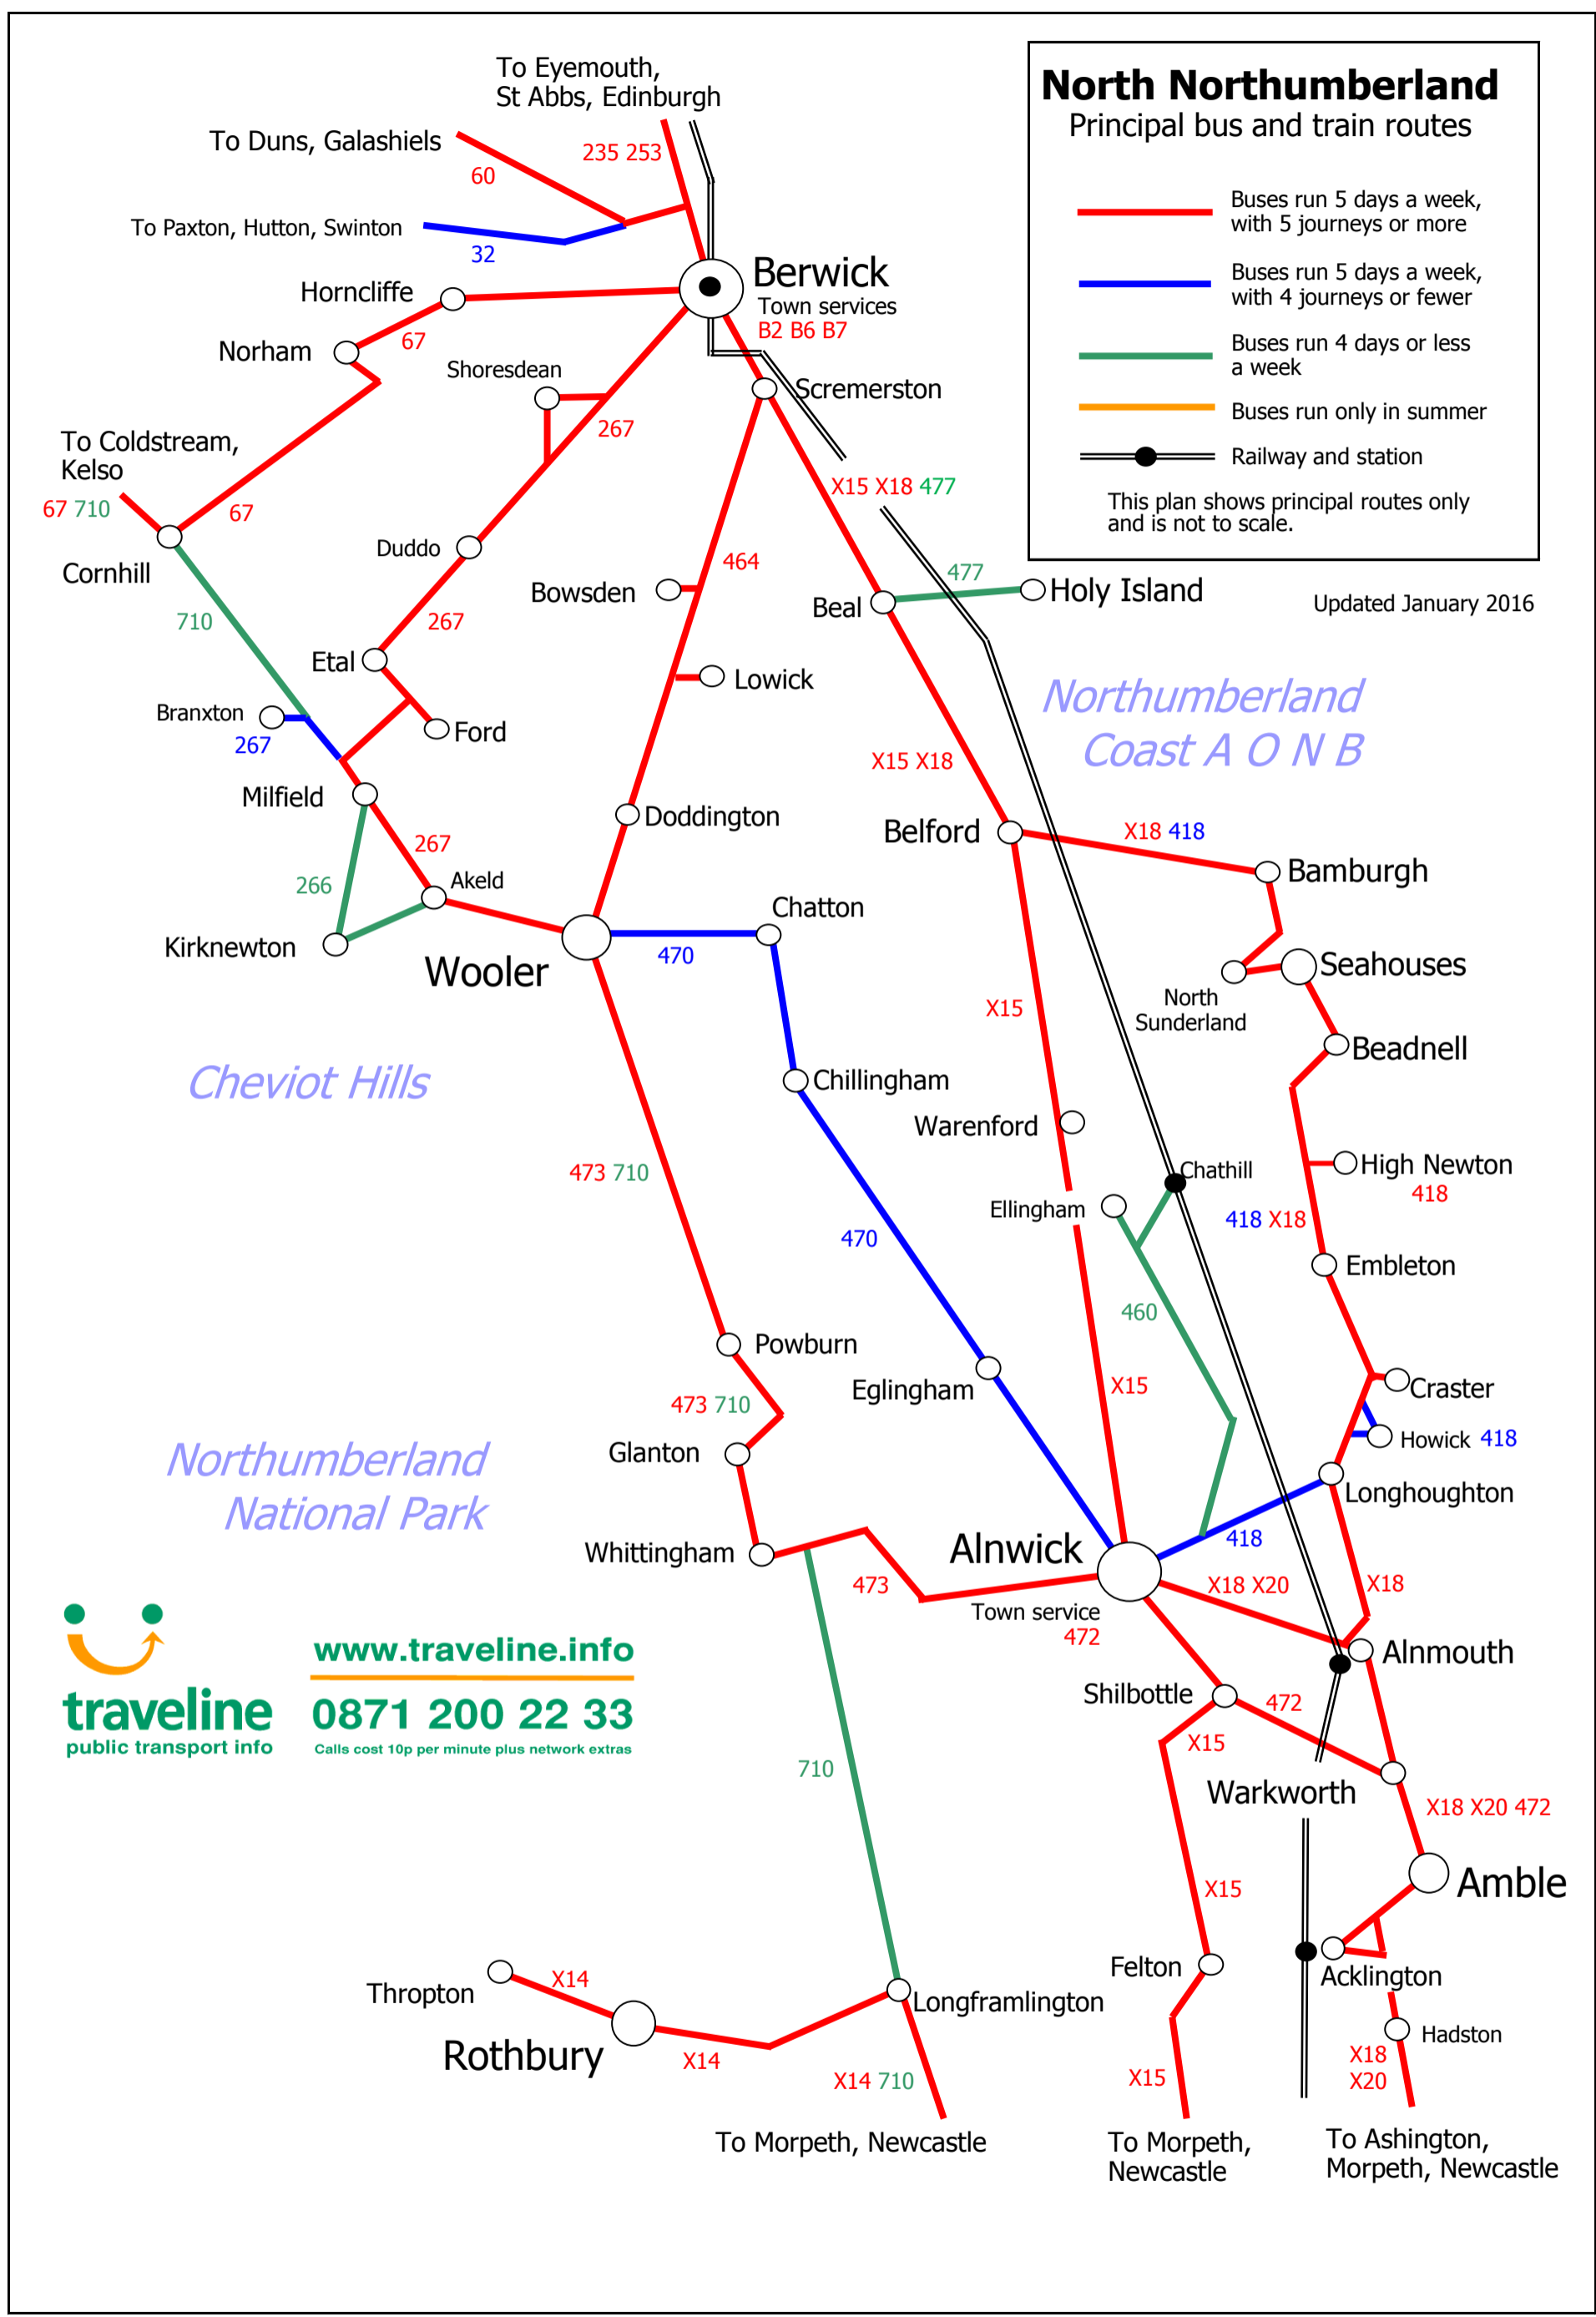 North Northumberland
Principal bus and train routes
Buses run 5 days a week,
with 5 journeys or more
Buses run 5 days a week,
with 4 journeys or fewer
Buses run 4 days or less
a week
Buses run only in summer
Railway and station
This plan shows principal routes only
and is not to scale.
Updated January 2016
To Eyemouth,
St Abbs, Edinburgh
To Duns, Galashiels
235 253
60
To Paxton, Hutton, Swinton
32
Berwick
Town services
B2 B6 B7
Horncliffe
67
Norham
Shoresdean
267
Scremerston
To Coldstream,
Kelso
67 710
67
X15 X18 477
Cornhill
Duddo
464
477
Bowsden
Beal
Holy Island
710
267
Etal
Lowick
Northumberland
Coast A O N B
Branxton
267
Ford
X15 X18
Milfield
Doddington
Belford
X18 418
267
Bamburgh
266
Akeld
Chatton
Kirknewton
Wooler
470
Seahouses
North
Sunderland
X15
Beadnell
Cheviot Hills
Chillingham
Warenford
473 710
Chathill
High Newton
418
Ellingham
418 X18
470
Embleton
460
Powburn
Eglingham
X15
Craster
473 710
Howick 418
Glanton
Northumberland
National Park
Longhoughton
Whittingham
Alnwick
418
473
X18 X20
X18
Town service
472
Alnmouth
www.traveline.info
traveline
public transport info
0871 200 22 33
Calls cost 10p per minute plus network extras
Shilbottle
472
X15
710
Warkworth
X18 X20 472
X15
Amble
Felton
Acklington
Thropton
X14
Longframlington
Hadston
Rothbury
X14
X14 710
X15
X18
X20
To Morpeth, Newcastle
To Morpeth,
Newcastle
To Ashington,
Morpeth, Newcastle